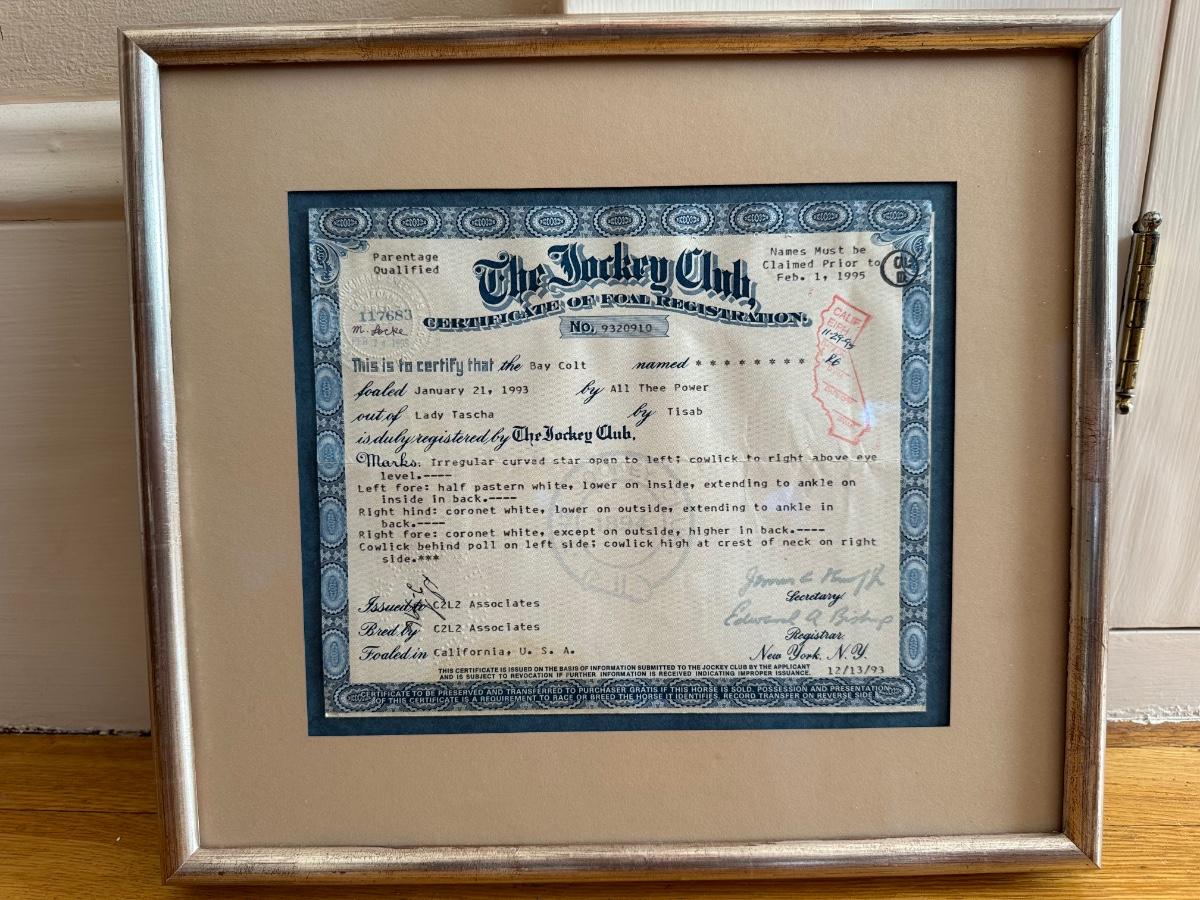 Parentage
Qualified
Names Must be
Claimed Prior to
Feb. 1, 1995
The Jockey Club,
CERTIFICATE OF FOAL REGISTRATION.
117683
M. Locke
No. 9320910
CALIF
EIPH
11-29-95
This is to certify that the Bay Colt named * * * * * * * *
foaled January 21, 1993 by All Thee Power
out of Lady Tascha by Tisab
is duly registered by The Jockey Club.
Marks: Irregular curved star open to left; cowlick to right above eye
level.----
Left fore: half pastern white, lower on inside, extending to ankle on
inside in back.----
Right hind: coronet white, lower on outside, extending to ankle in
back.----
Right fore: coronet white, except on outside, higher in back.----
Cowlick behind poll on left side; cowlick high at crest of neck on right
side.***
Issued to C2L2 Associates
Secretary
Bred by C2L2 Associates
Edward A Bishop
Registrar
Foaled in California, U. S. A.
New York, N.Y.
12/13/93
THIS CERTIFICATE IS ISSUED ON THE BASIS OF INFORMATION SUBMITTED TO THE JOCKEY CLUB BY THE APPLICANT
AND IS SUBJECT TO REVOCATION IF FURTHER INFORMATION IS RECEIVED INDICATING IMPROPER ISSUANCE.
CERTIFICATE TO BE PRESERVED AND TRANSFERRED TO PURCHASER GRATIS IF THIS HORSE IS SOLD. POSSESSION AND PRESENTATION
OF THIS CERTIFICATE IS A REQUIREMENT TO RACE OR BREED THE HORSE IT IDENTIFIES. RECORD TRANSFER ON REVERSE SIDE